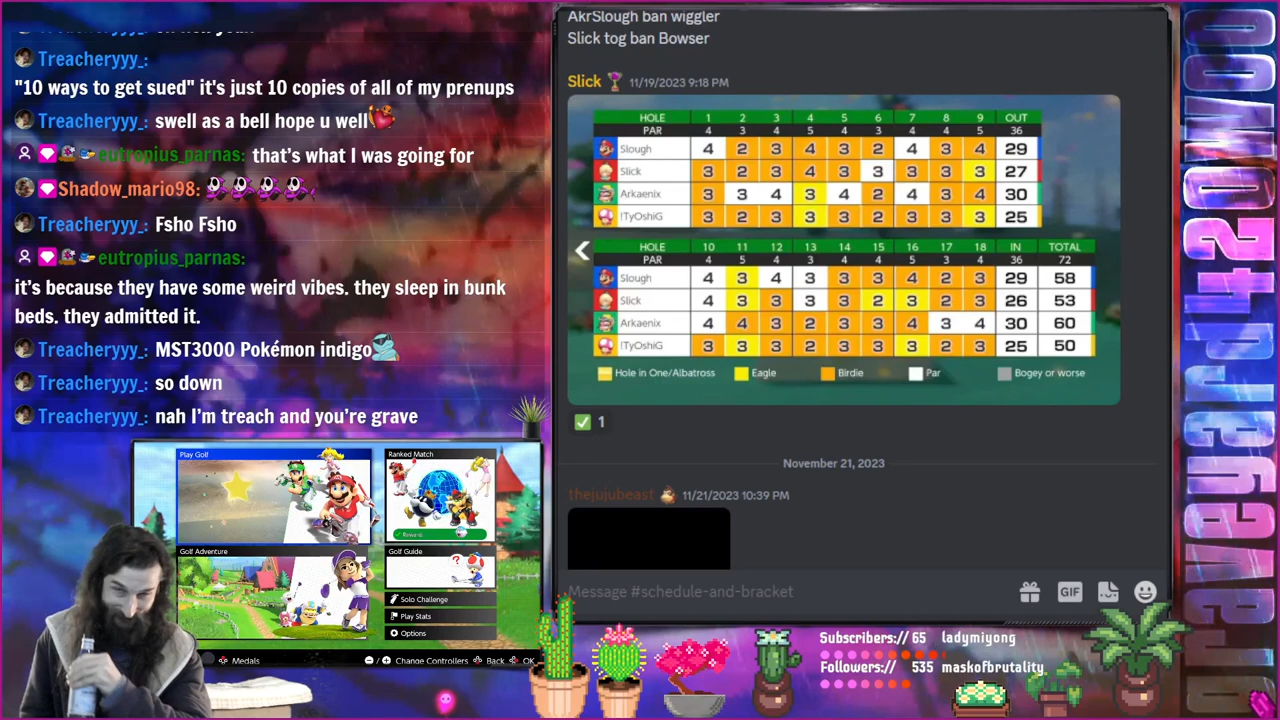 Treacheryyy_:
"10 ways to get sued" it's just 10 copies of all of my prenups
Treacheryyy_: swell as a bell hope u well
eutropius_parnas: that's what I was going for
Shadow_mario98:
Treacheryyy_: Fsho Fsho
eutropius_parnas:
it's because they have some weird vibes. they sleep in bunk
beds. they admitted it.
Treacheryyy_: MST3000 Pokémon indigo
Treacheryyy_: so down
Treacheryyy_: nah I'm treach and you're grave
Play Golf
Ranked Match
Rewards
Golf Adventure
Golf Guide
?
Solo Challenge
Play Stats
Options
Medals
Change Controllers
Back
OK
AkrSlough ban wiggler
Slick tog ban Bowser
Slick 11/19/2023 9:18 PM
HOLE 1 2 3 4 5 6 7 8 9 OUT
PAR 4 3 4 5 4 3 4 4 5 36
Slough 4 2 3 4 3 2 4 3 4 29
Slick 3 2 3 4 3 3 3 3 3 27
Arkaenix 3 3 4 3 4 2 4 3 4 30
!TyOshiG 3 2 3 3 3 2 3 3 3 25
HOLE 10 11 12 13 14 15 16 17 18 IN TOTAL
PAR 4 5 4 3 4 4 5 3 4 36 72
Slough 4 3 4 3 3 3 4 2 3 29 58
Slick 4 3 3 3 3 2 3 2 3 26 53
Arkaenix 4 4 3 2 3 3 4 3 4 30 60
!TyOshiG 3 3 3 2 3 3 3 2 3 25 50
Hole in One/Albatross Eagle Birdie Par Bogey or worse
1
November 21, 2023
thejujubeast 11/21/2023 10:39 PM
Message #schedule-and-bracket
GIF
Subscribers:// 65 ladymiyong
Followers:// 535 maskofbrutality